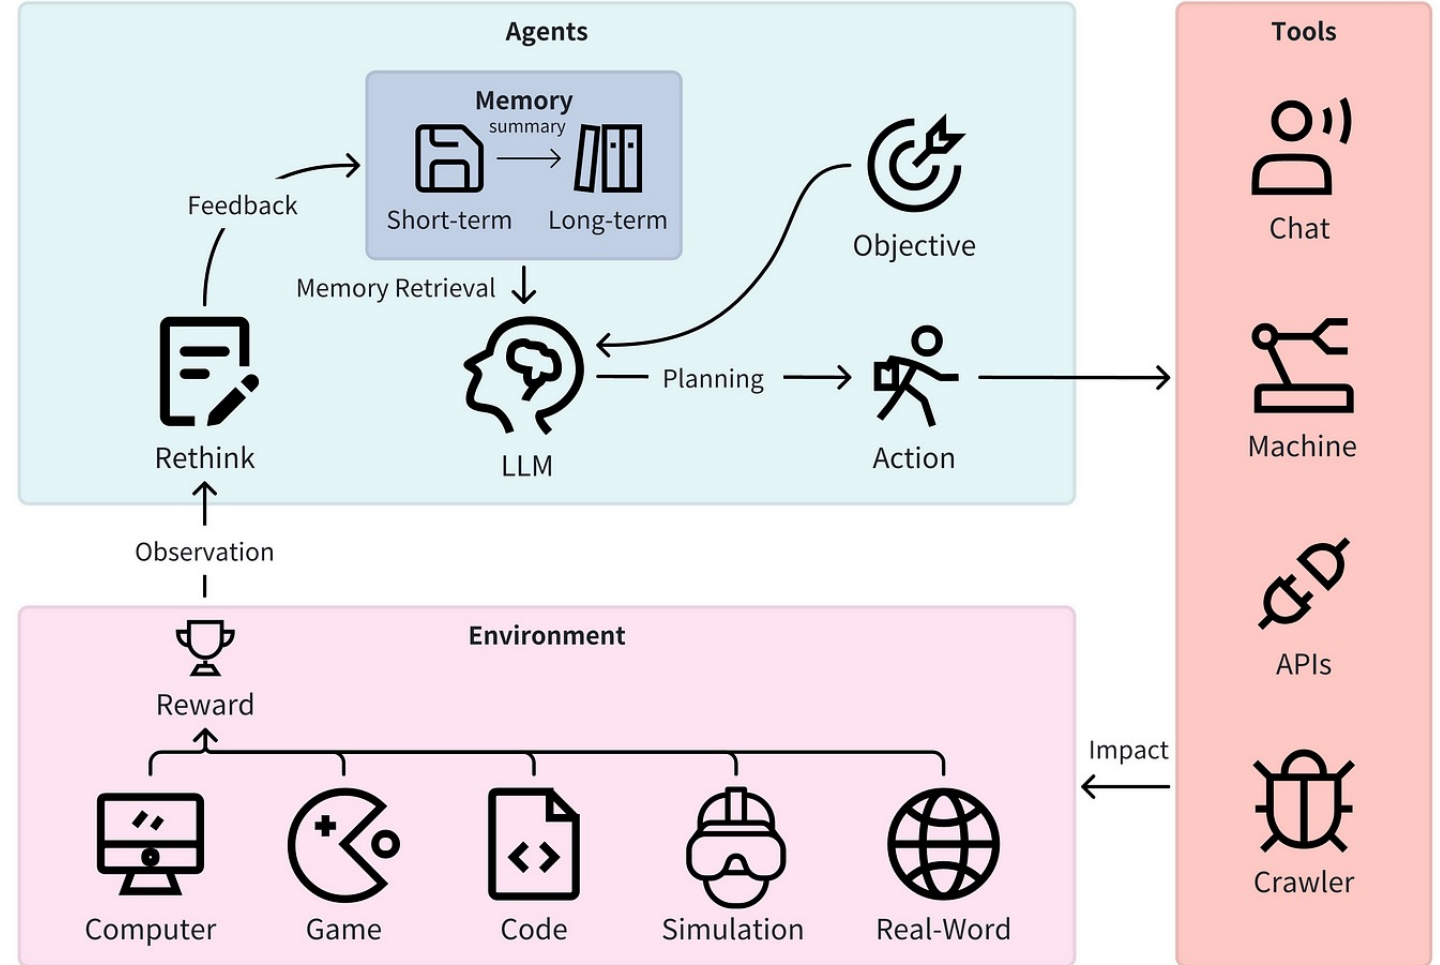 Agents
Memory
summary
Short-term
Long-term
Feedback
Memory Retrieval
Objective
Planning
Rethink
LLM
Action
Observation
Tools
Chat
Machine
APIs
Crawler
Impact
Environment
Reward
Computer
Game
Code
Simulation
Real-Word